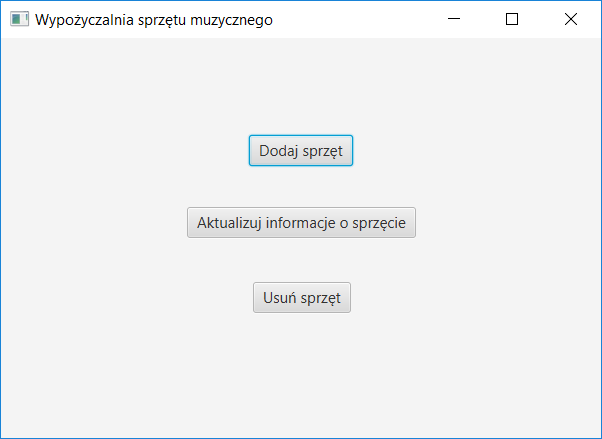 Wypożyczalnia sprzętu muzycznego
Dodaj sprzęt
Aktualizuj informacje o sprzęcie
Usuń sprzęt